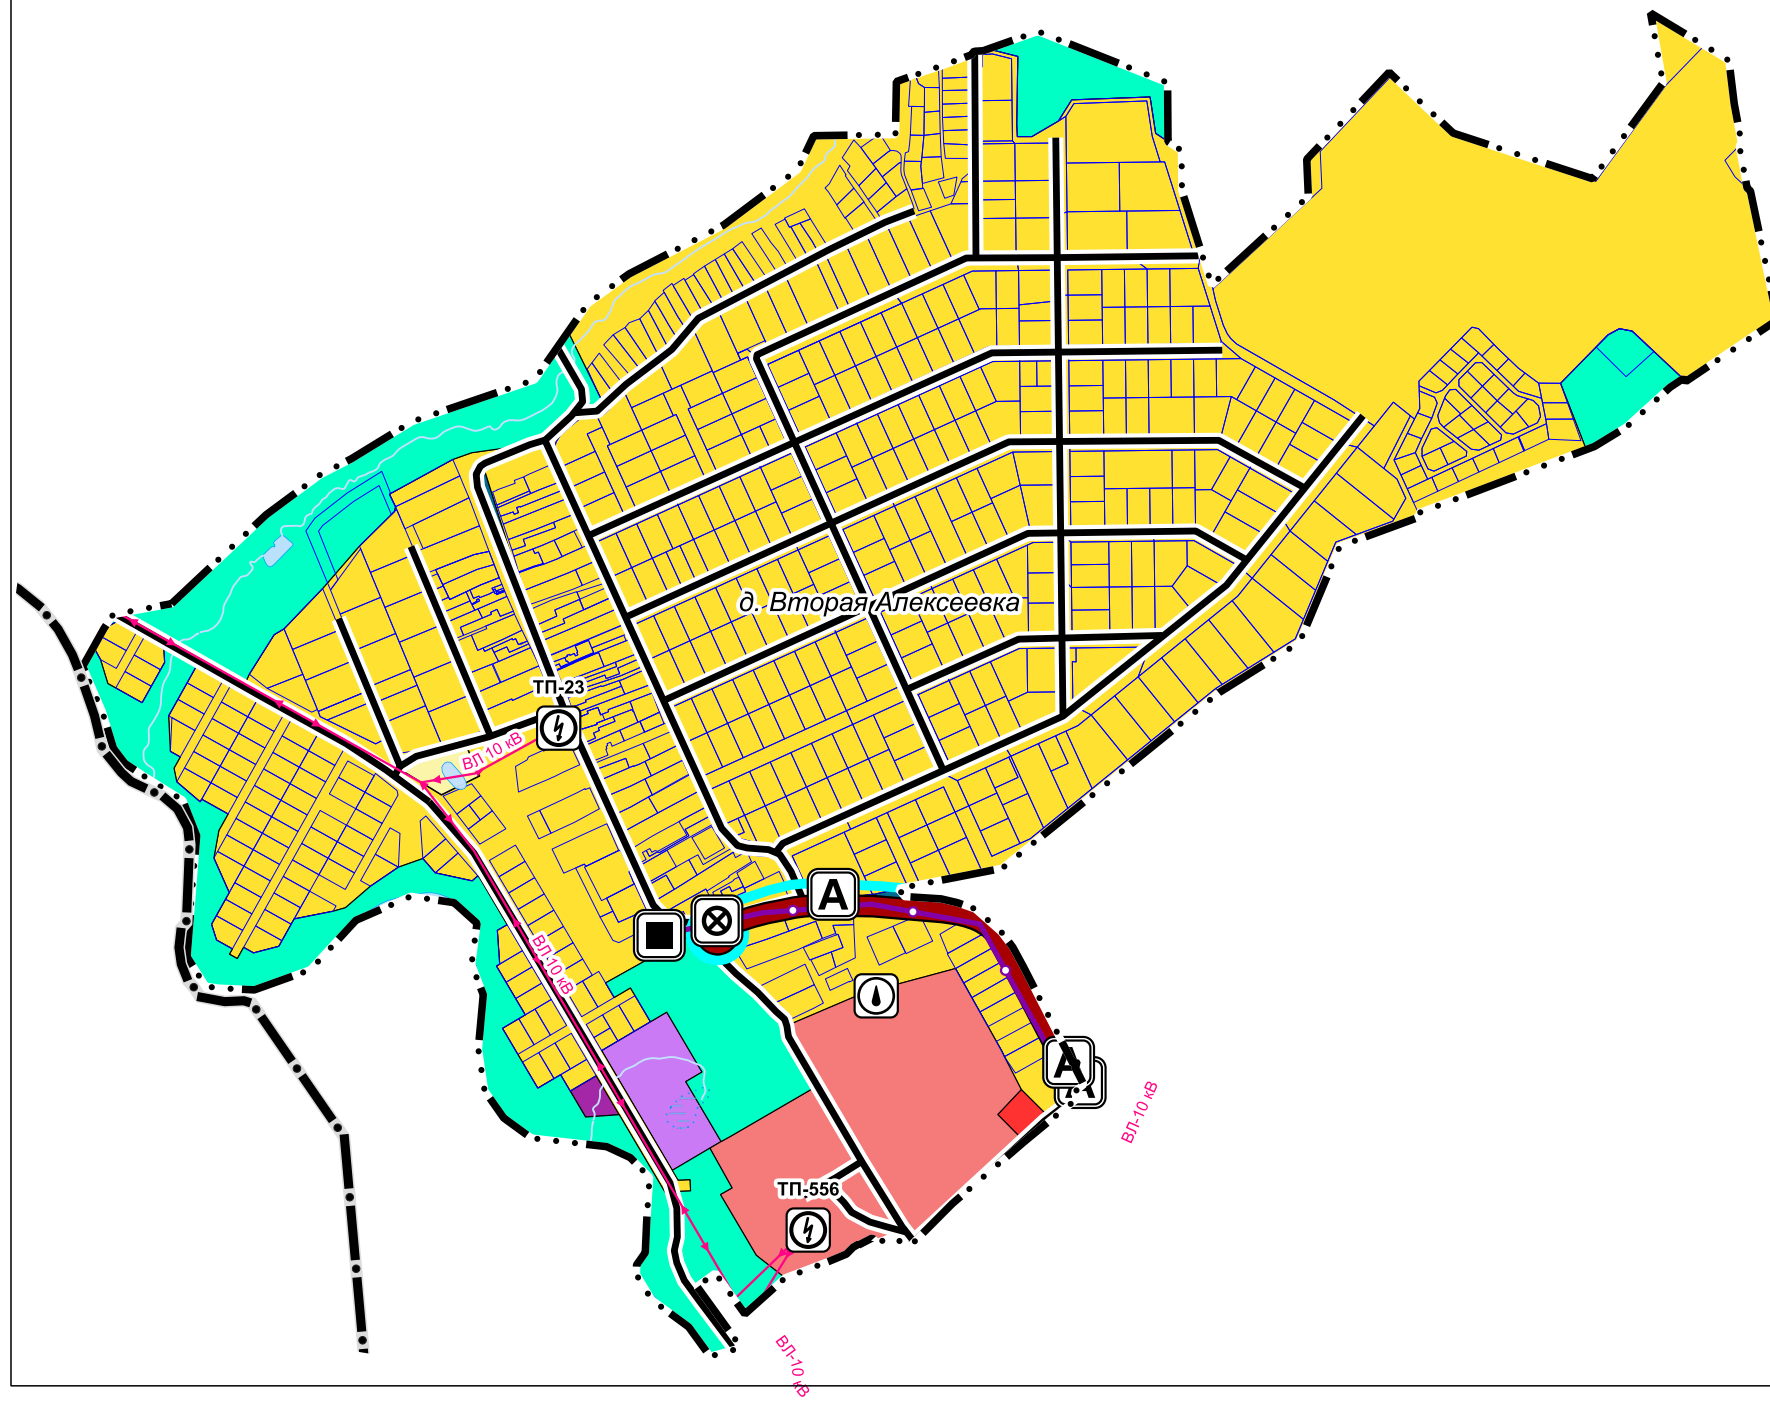 д. Вторая Алексеевка
ТП-23
ВЛ 10 кВ
А
ВЛ-10 кВ
А
А
ВЛ-10 кВ
ТП-556
ВЛ-10 кВ